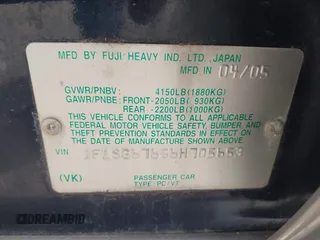 MFD BY FUJI HEAVY IND. LTD., JAPAN
MFD IN 04/05
GVWR/PNBV: 4150LB(1880KG)
GAWR/PNBE: FRONT-2050LB( 930KG)
REAR -2200LB(1000KG)
THIS VEHICLE CONFORMS TO ALL APPLICABLE
FEDERAL MOTOR VEHICLE SAFETY, BUMPER, AND
THEFT PREVENTION STANDARDS IN EFFECT ON THE
DATE OF MANUFACTURE SHOWN ABOVE.
VIN
(VK)
PASSENGER CAR
TYPE:PC/VT
DREAMBID